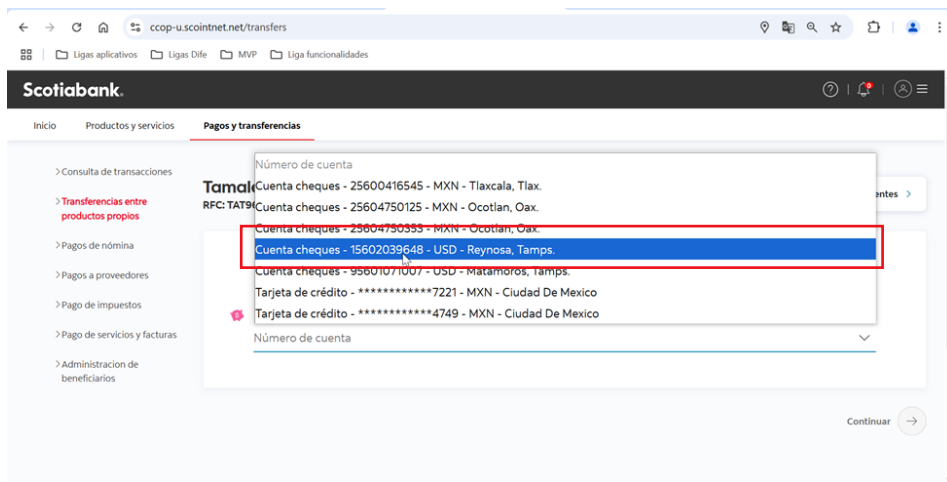 ccop-u.scointnet.net/transfers
Ligas aplicativos Ligas Dife MVP Liga funcionalidades
Scotiabank.
Inicio Productos y servicios Pagos y transferencias
>Consulta de transacciones
>Transferencias entre
productos propios
>Pagos de nómina
>Pagos a proveedores
>Pago de impuestos
>Pago de servicios y facturas
>Administracion de
beneficiarios
RFC:
Número de cuenta
Cuenta cheques - 25600416545 - MXN - Tlaxcala, Tlax.
Cuenta cheques - 25604750125 - MXN - Ocotlan, Oax.
Cuenta cheques - 25604750353 - MXN - Ocotlan, Oax.
Cuenta cheques - 15602039648 - USD - Reynosa, Tamps.
Cuenta cheques - 95601071007 - USD - Matamoros, Tamps.
Tarjeta de crédito - ************7221 - MXN - Ciudad De Mexico
Tarjeta de crédito - ************4749 - MXN - Ciudad De Mexico
Número de cuenta
Continuar